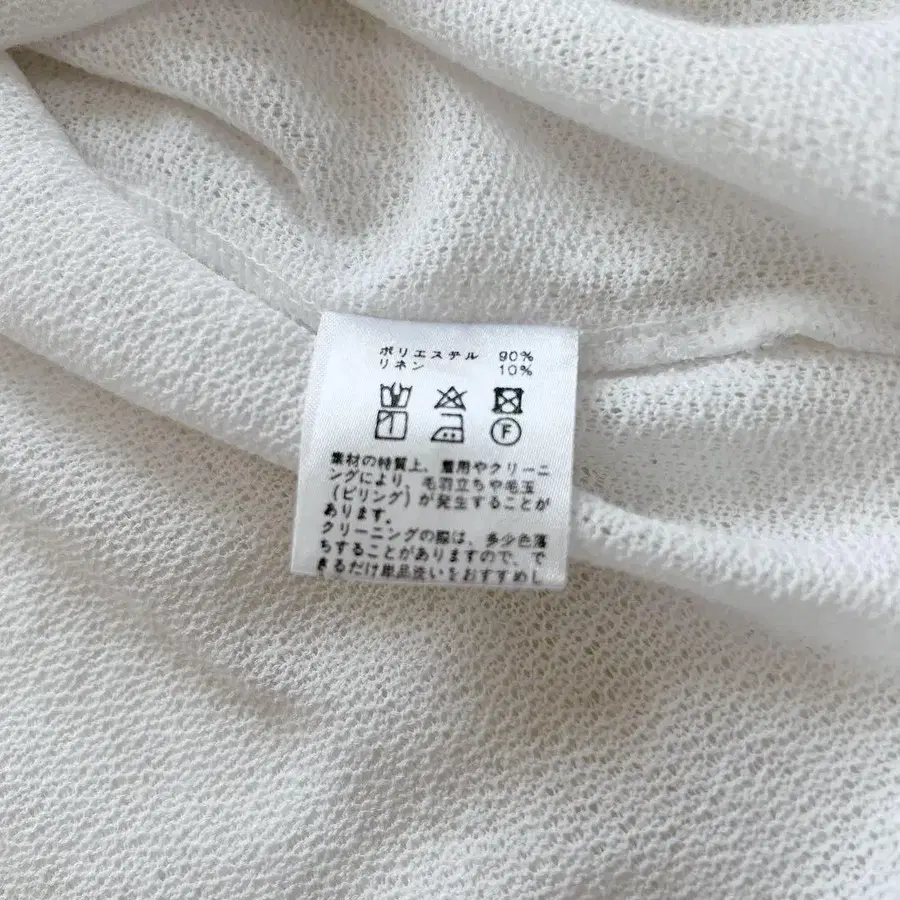 ポリエステル 90%
リネン 10%
F
素材の特質上、着用やクリーニ
ングにより、毛羽立ちや毛玉
(ピリング)が発生することが
あります。
クリーニングの際は、多少色落
ちすることがありますので、で
きるだけ単品洗いをおすすめし